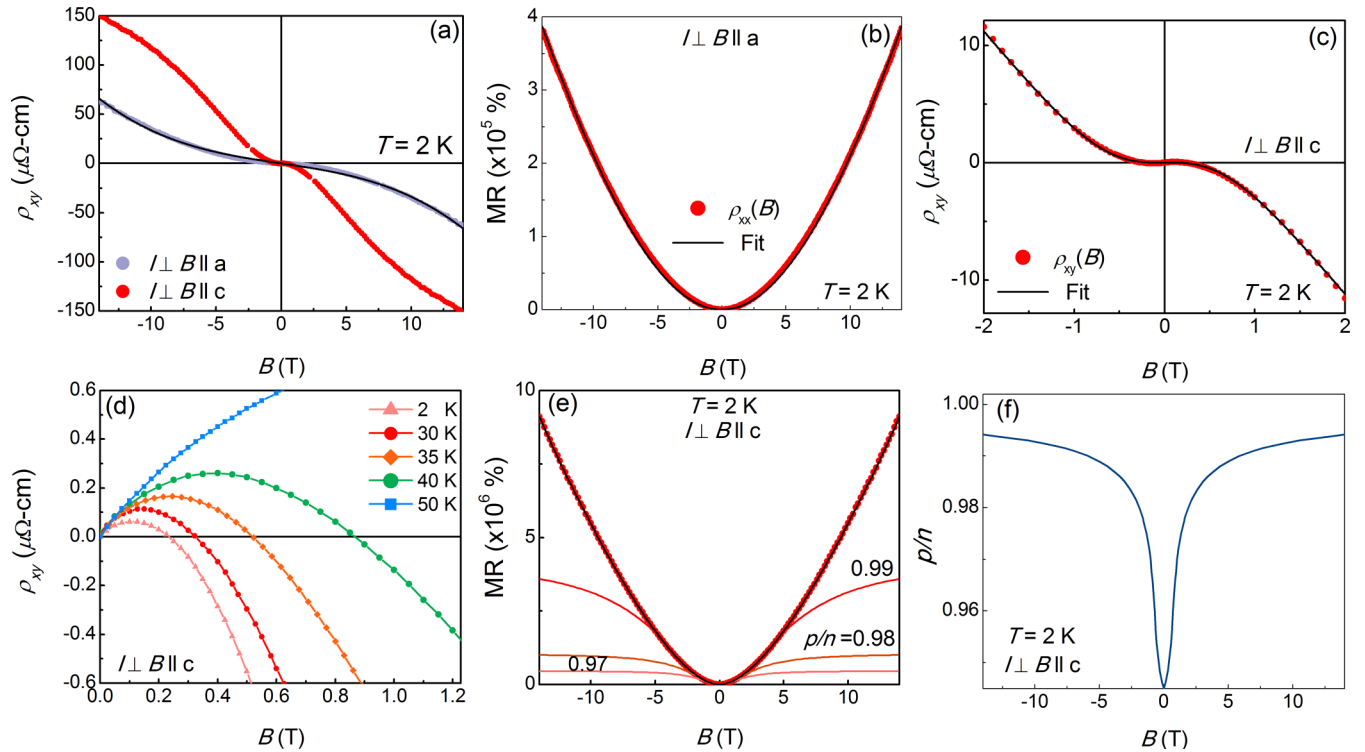 (a)
150
100
50
0
-50
-100
-150
ρxy (μΩ-cm)
T = 2 K
I ⊥ B || a
I ⊥ B || c
-10 -5 0 5 10
B (T)
(b)
I ⊥ B || a
4
3
2
1
0
MR (x10^5 %)
ρxx(B)
Fit
T = 2 K
-10 -5 0 5 10
B (T)
(c)
10
0
-10
ρxy (μΩ-cm)
I ⊥ B || c
ρxy(B)
Fit
T = 2 K
-2 -1 0 1 2
B (T)
(d)
0.6
0.4
0.2
0.0
-0.2
-0.4
-0.6
ρxy (μΩ-cm)
2 K
30 K
35 K
40 K
50 K
I ⊥ B || c
0.0 0.2 0.4 0.6 0.8 1.0 1.2
B (T)
(e)
T = 2 K
I ⊥ B || c
10
5
0
MR (x10^6 %)
0.99
p/n =0.98
0.97
-10 -5 0 5 10
B (T)
(f)
1.00
0.98
0.96
p/n
T = 2 K
I ⊥ B || c
-10 0 10
B (T)